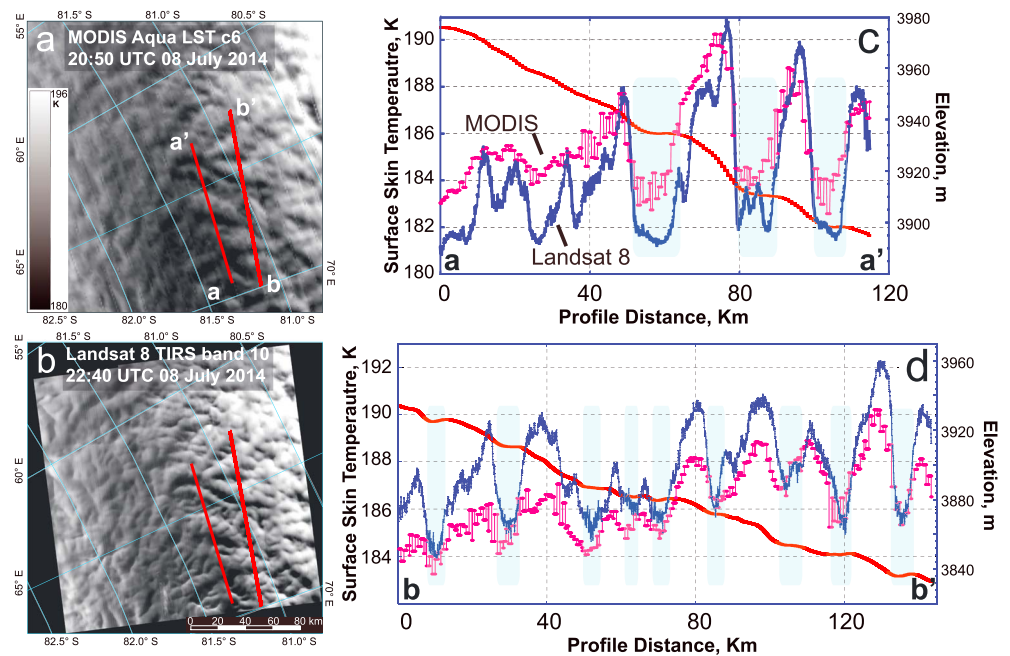 81.5° S 81.0° S 80.5° S
55° E
a
MODIS Aqua LST c6
20:50 UTC 08 July 2014
196
K
b'
a'
60° E
65° E
a
b
70° E
180
82.5° S 82.0° S 81.5° S 81.0° S
b
81.5° S 81.0° S 80.5° S
55° E
Landsat 8 TIRS band 10
22:40 UTC 08 July 2014
60° E
65° E
70° E
0 20 40 60 80 km
82.5° S 82.0° S 81.5° S 81.0° S
c
Surface Skin Temperautre, K
190
188
186
184
182
180
MODIS
Landsat 8
a
a'
3980
3960
3940
3920
3900
Elevation, m
0 40 80 120
Profile Distance, Km
d
Surface Skin Temperautre, K
192
190
188
186
184
b
b'
3960
3920
3880
3840
Elevation, m
0 40 80 120
Profile Distance, Km